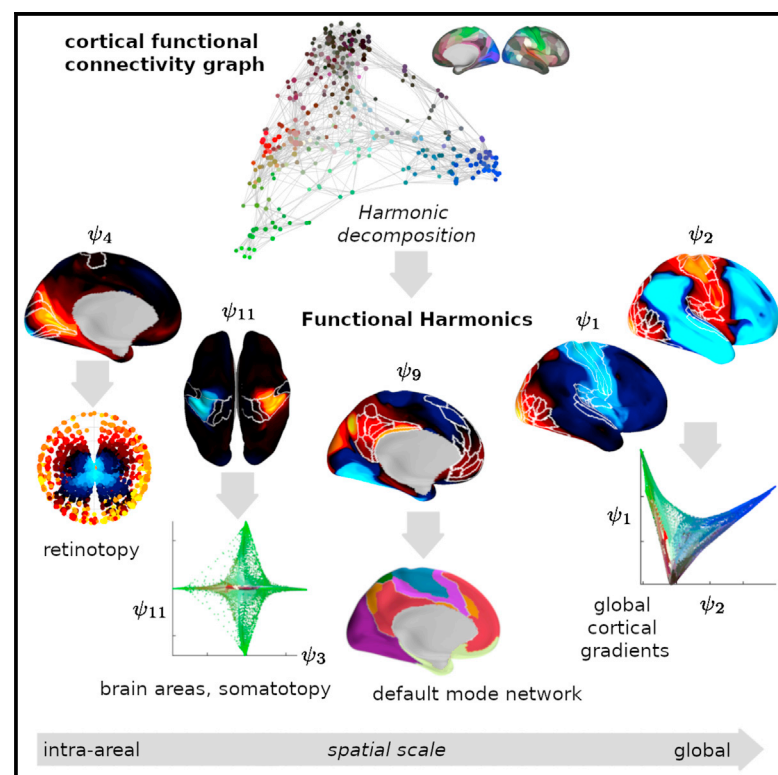 cortical functional
connectivity graph
Harmonic
decomposition
ψ4
ψ11
Functional Harmonics
ψ9
ψ1
ψ2
retinotopy
ψ11
ψ3
brain areas, somatotopy
default mode network
ψ1
ψ2
global
cortical
gradients
intra-areal
spatial scale
global